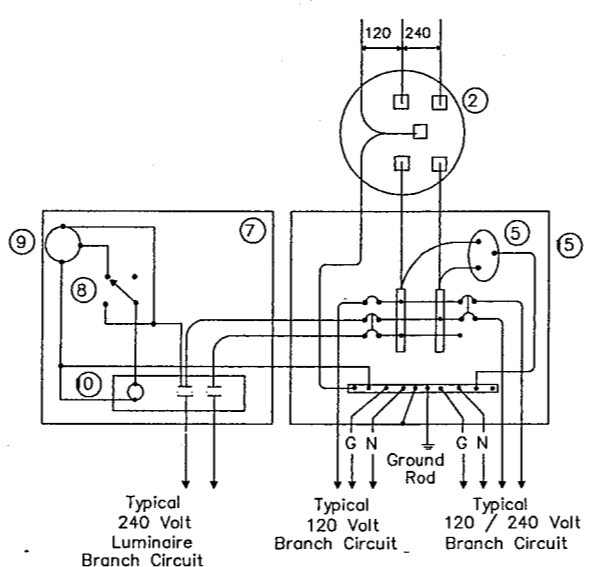 120 240
2
9
7
5
15
8
10
G N
G N
Ground
Rod
Typical
240 Volt
Luminaire
Branch Circuit
Typical
120 Volt
Branch Circuit
Typical
120 / 240 Volt
Branch Circuit